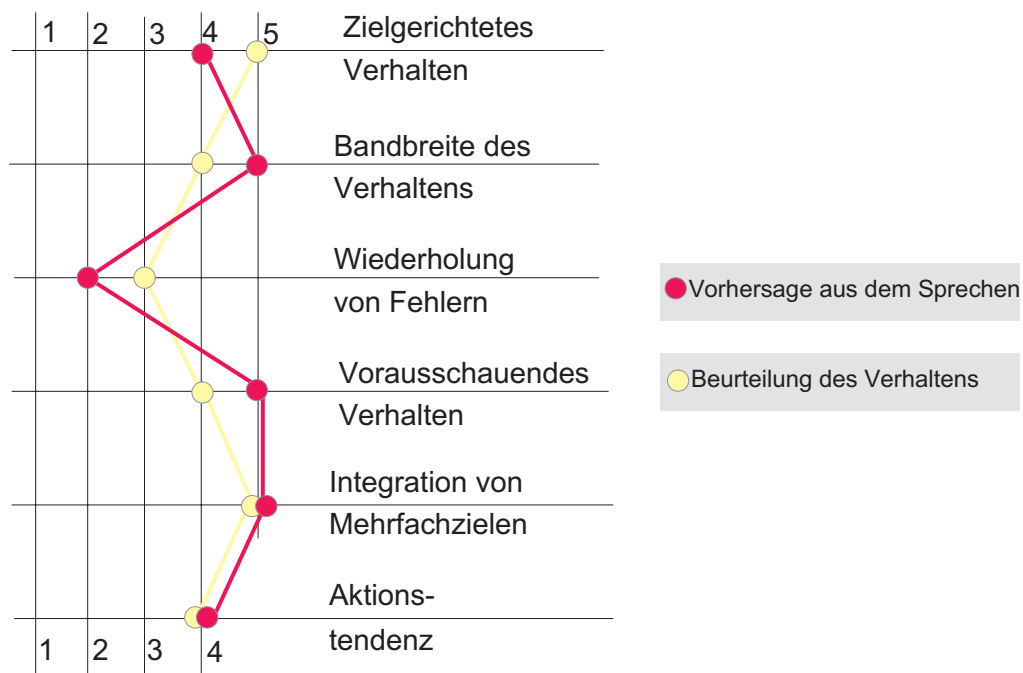 1 2 3 4 5
Zielgerichtetes
Verhalten
Bandbreite des
Verhaltens
Wiederholung
von Fehlern
Vorausschauendes
Verhalten
Integration von
Mehrfachzielen
Aktions-
tendenz
1 2 3 4
Vorhersage aus dem Sprechen
Beurteilung des Verhaltens